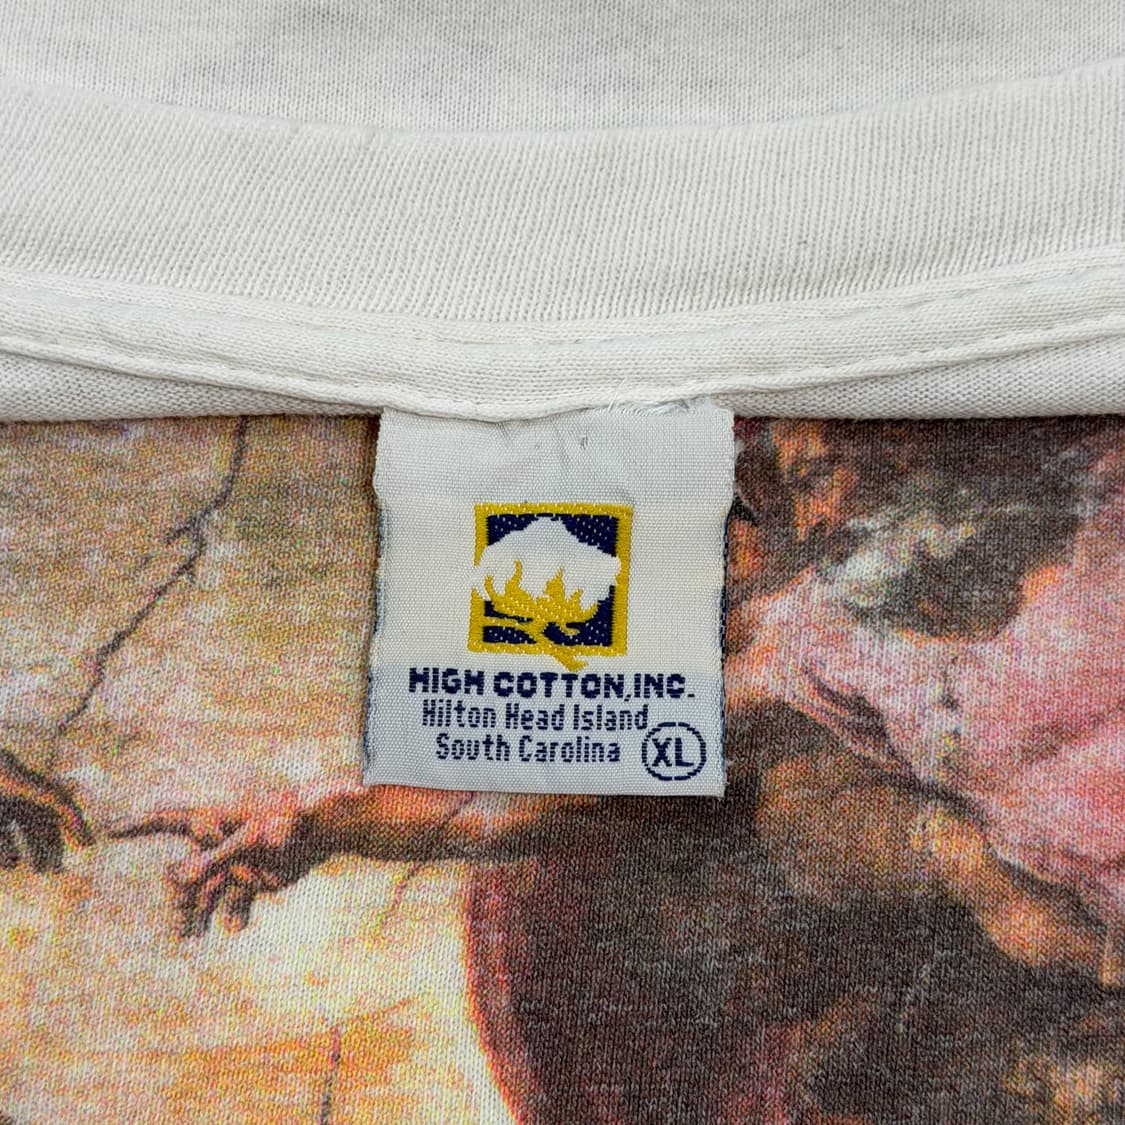 HIGH COTTON, INC.
Hilton Head Island
South Carolina XL